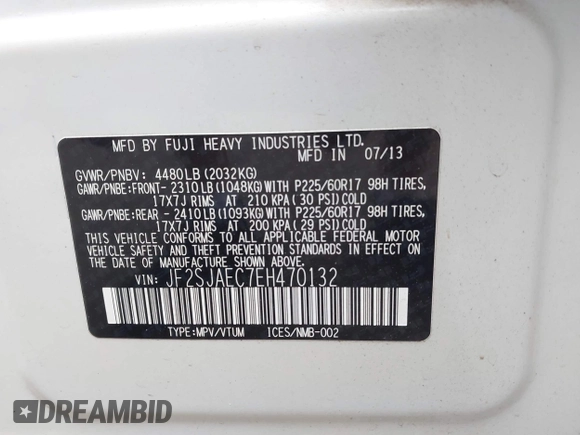 MFD BY FUJI HEAVY INDUSTRIES LTD.
MFD IN 07/13
GVWR/PNBV: 4480LB (2032KG)
GAWR/PNBE:FRONT- 2310LB (1048KG) WITH P225/60R17 98H TIRES,
17X7J RIMS AT 210 KPA (30 PSI) COLD
GAWR/PNBE:REAR - 2410LB (1093KG) WITH P225/60R17 98H TIRES,
17X7J RIMS AT 200 KPA (29 PSI) COLD
THIS VEHICLE CONFORMS TO ALL APPLICABLE FEDERAL MOTOR
VEHICLE SAFETY AND THEFT PREVENTION STANDARDS IN EFFECT ON
THE DATE OF MANUFACTURE SHOWN ABOVE.
VIN: JF2SJAEC7EH470132
TYPE:MPV/VTUM ICES/NMB-002
DREAMBID